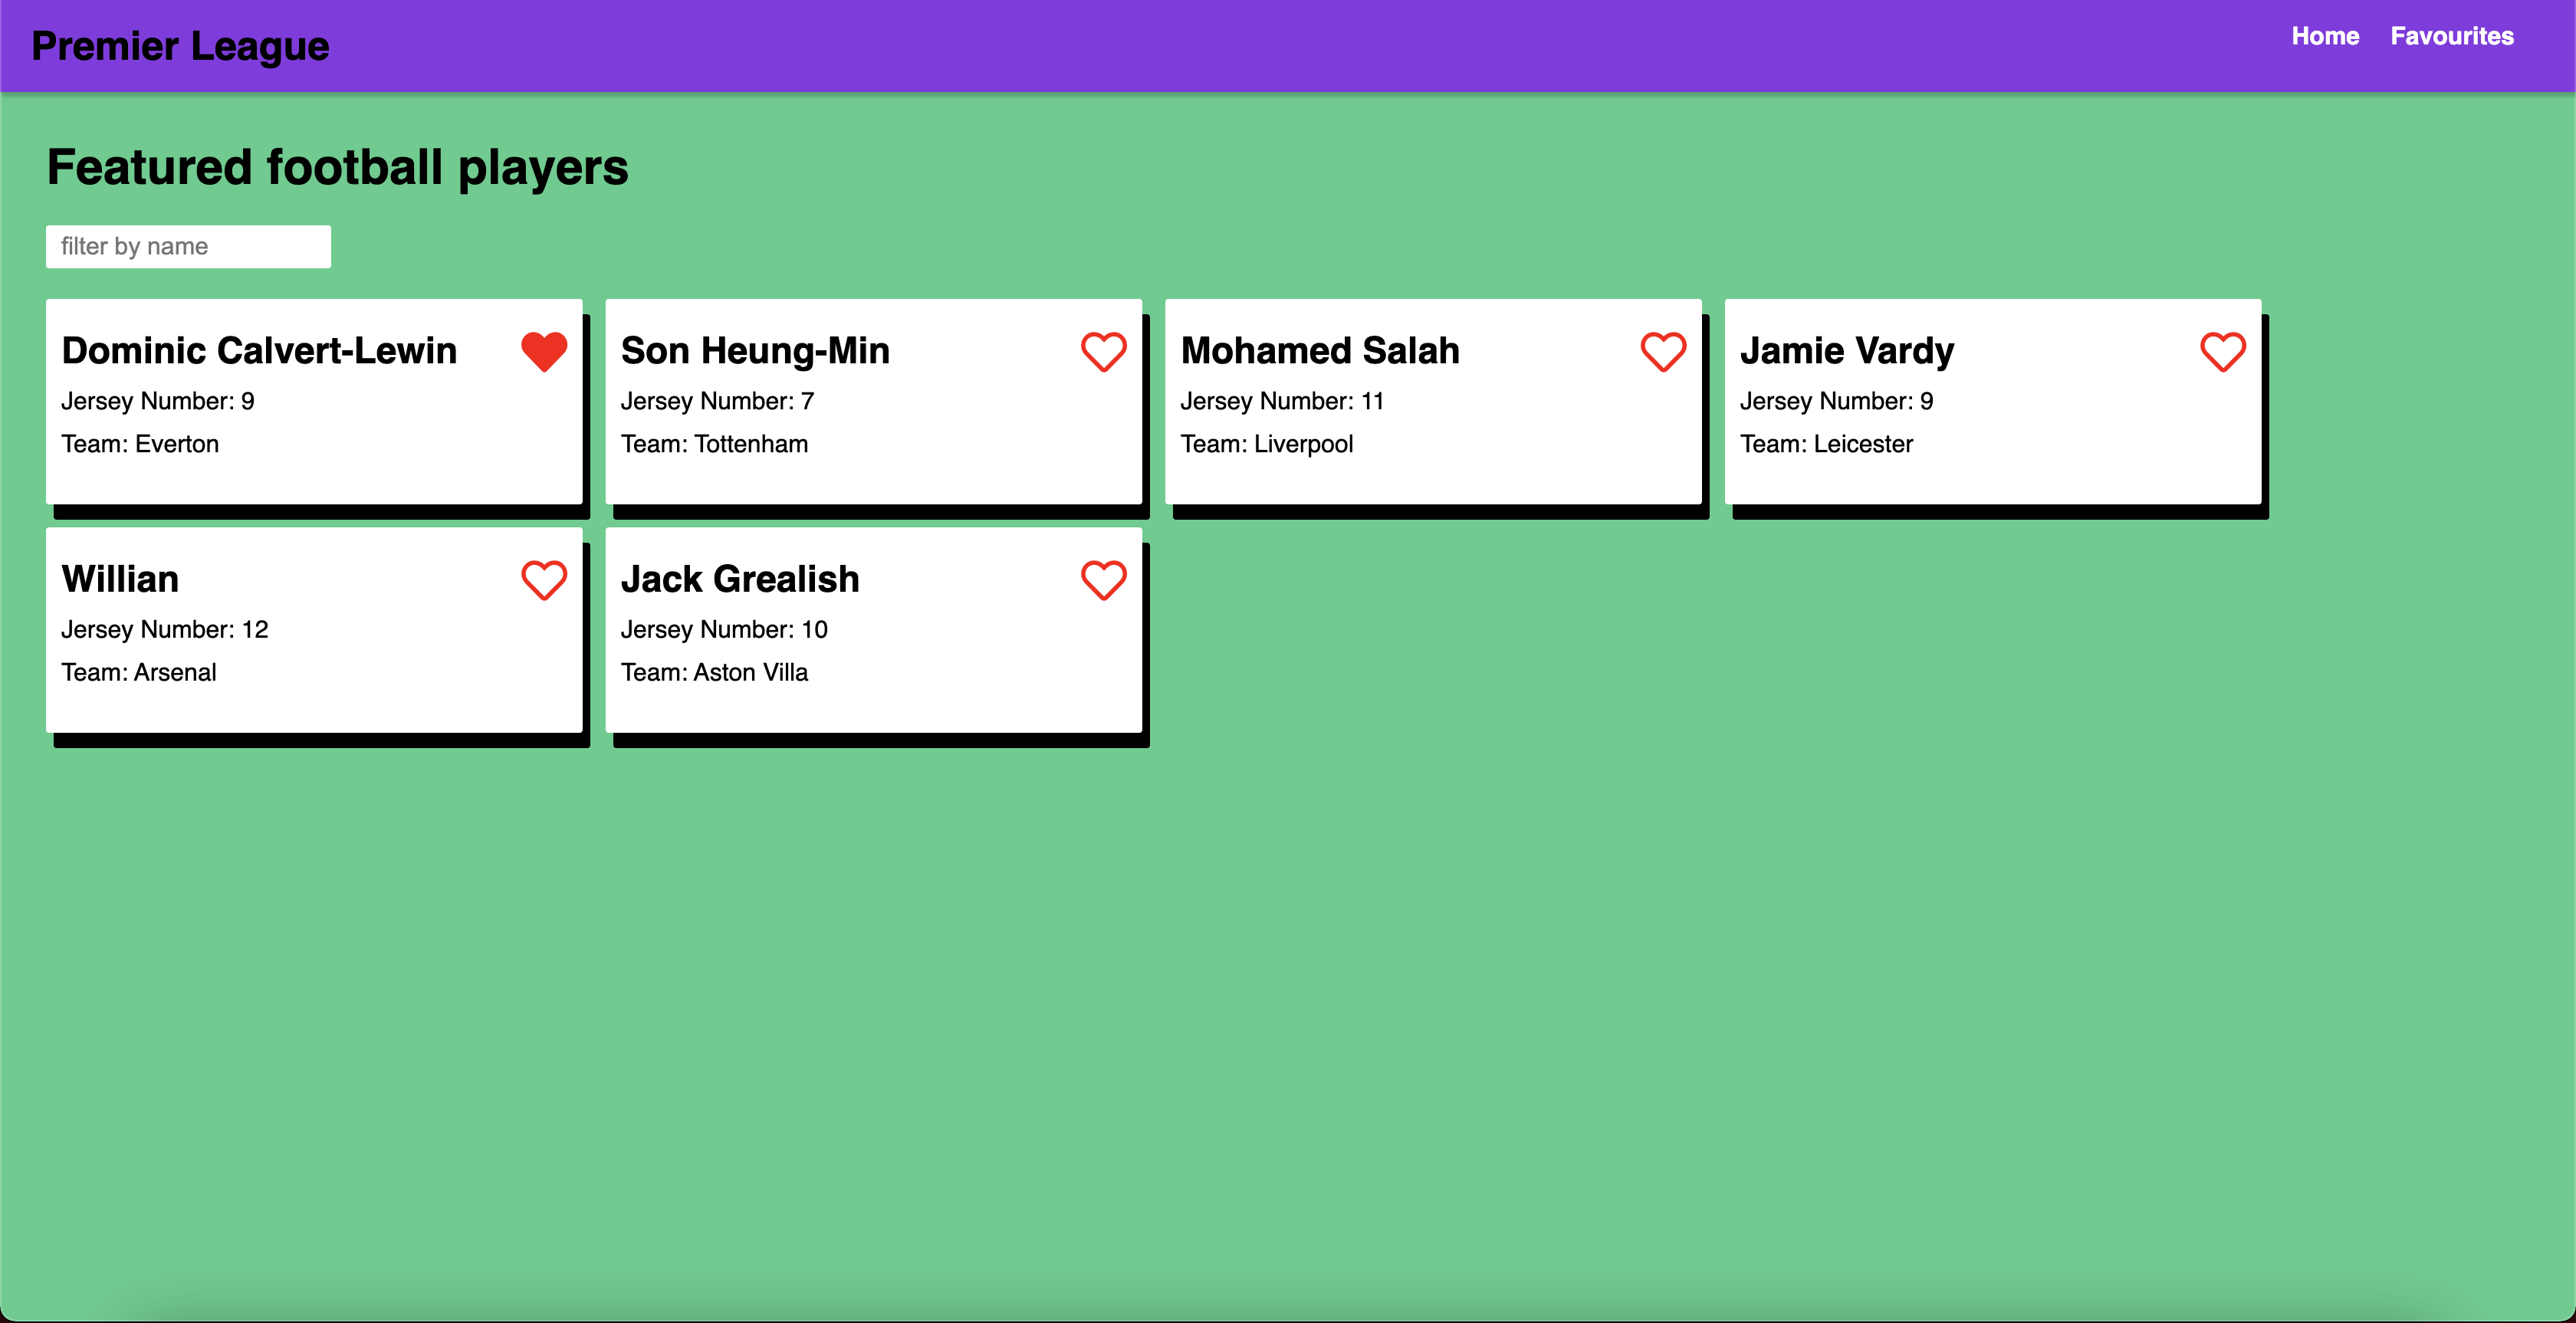 Premier League
Home Favourites
Featured football players
filter by name
Dominic Calvert-Lewin
Jersey Number: 9
Team: Everton
Son Heung-Min
Jersey Number: 7
Team: Tottenham
Mohamed Salah
Jersey Number: 11
Team: Liverpool
Jamie Vardy
Jersey Number: 9
Team: Leicester
Willian
Jersey Number: 12
Team: Arsenal
Jack Grealish
Jersey Number: 10
Team: Aston Villa